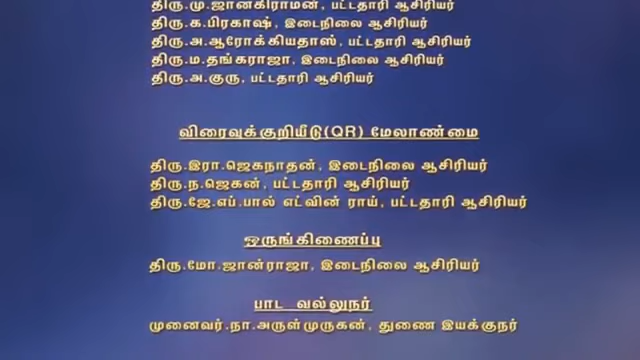 திரு.மு.ஜானகிராமன், பட்டதாரி ஆசிரியர்
திரு.க.பிரகாஷ், இடைநிலை ஆசிரியர்
திரு.அ.ஆரோக்கியதாஸ், பட்டதாரி ஆசிரியர்
திரு.ம.தங்கராஜா, இடைநிலை ஆசிரியர்
திரு.அ.குரு, பட்டதாரி ஆசிரியர்
விரைவுக்குறியீடு(QR) மேலாண்மை
திரு.இரா.ஜெகநாதன், இடைநிலை ஆசிரியர்
திரு.ந.ஜெகன், பட்டதாரி ஆசிரியர்
திரு.ஜே.எப்.பால் எட்வின் ராய், பட்டதாரி ஆசிரியர்
ஒருங்கிணைப்பு
திரு.மோ.ஜான்ராஜா, இடைநிலை ஆசிரியர்
பாட வல்லுநர்
முனைவர்.நா.அருள்முருகன், துணை இயக்குநர்